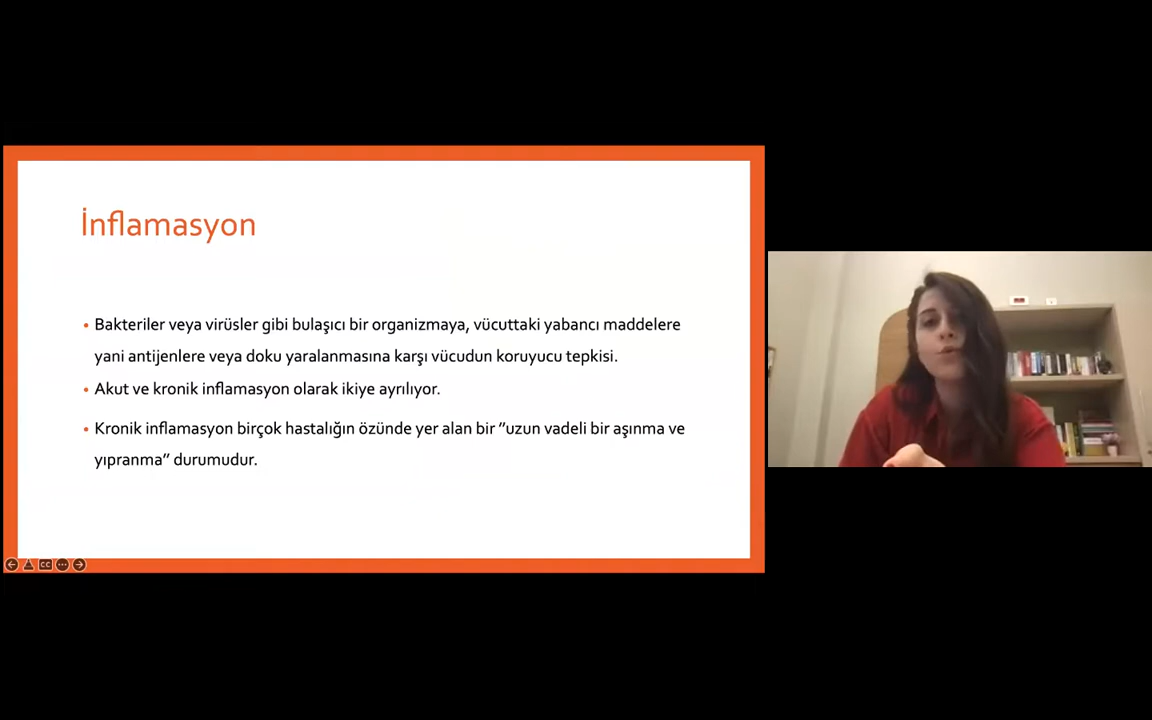 İnflamasyon
• Bakteriler veya virüsler gibi bulaşıcı bir organizmaya, vücuttaki yabancı maddelere
yani antijenlere veya doku yaralanmasına karşı vücudun koruyucu tepkisi.
• Akut ve kronik inflamasyon olarak ikiye ayrılıyor.
• Kronik inflamasyon birçok hastalığın özünde yer alan bir ”uzun vadeli bir aşınma ve
yıpranma” durumudur.
CC